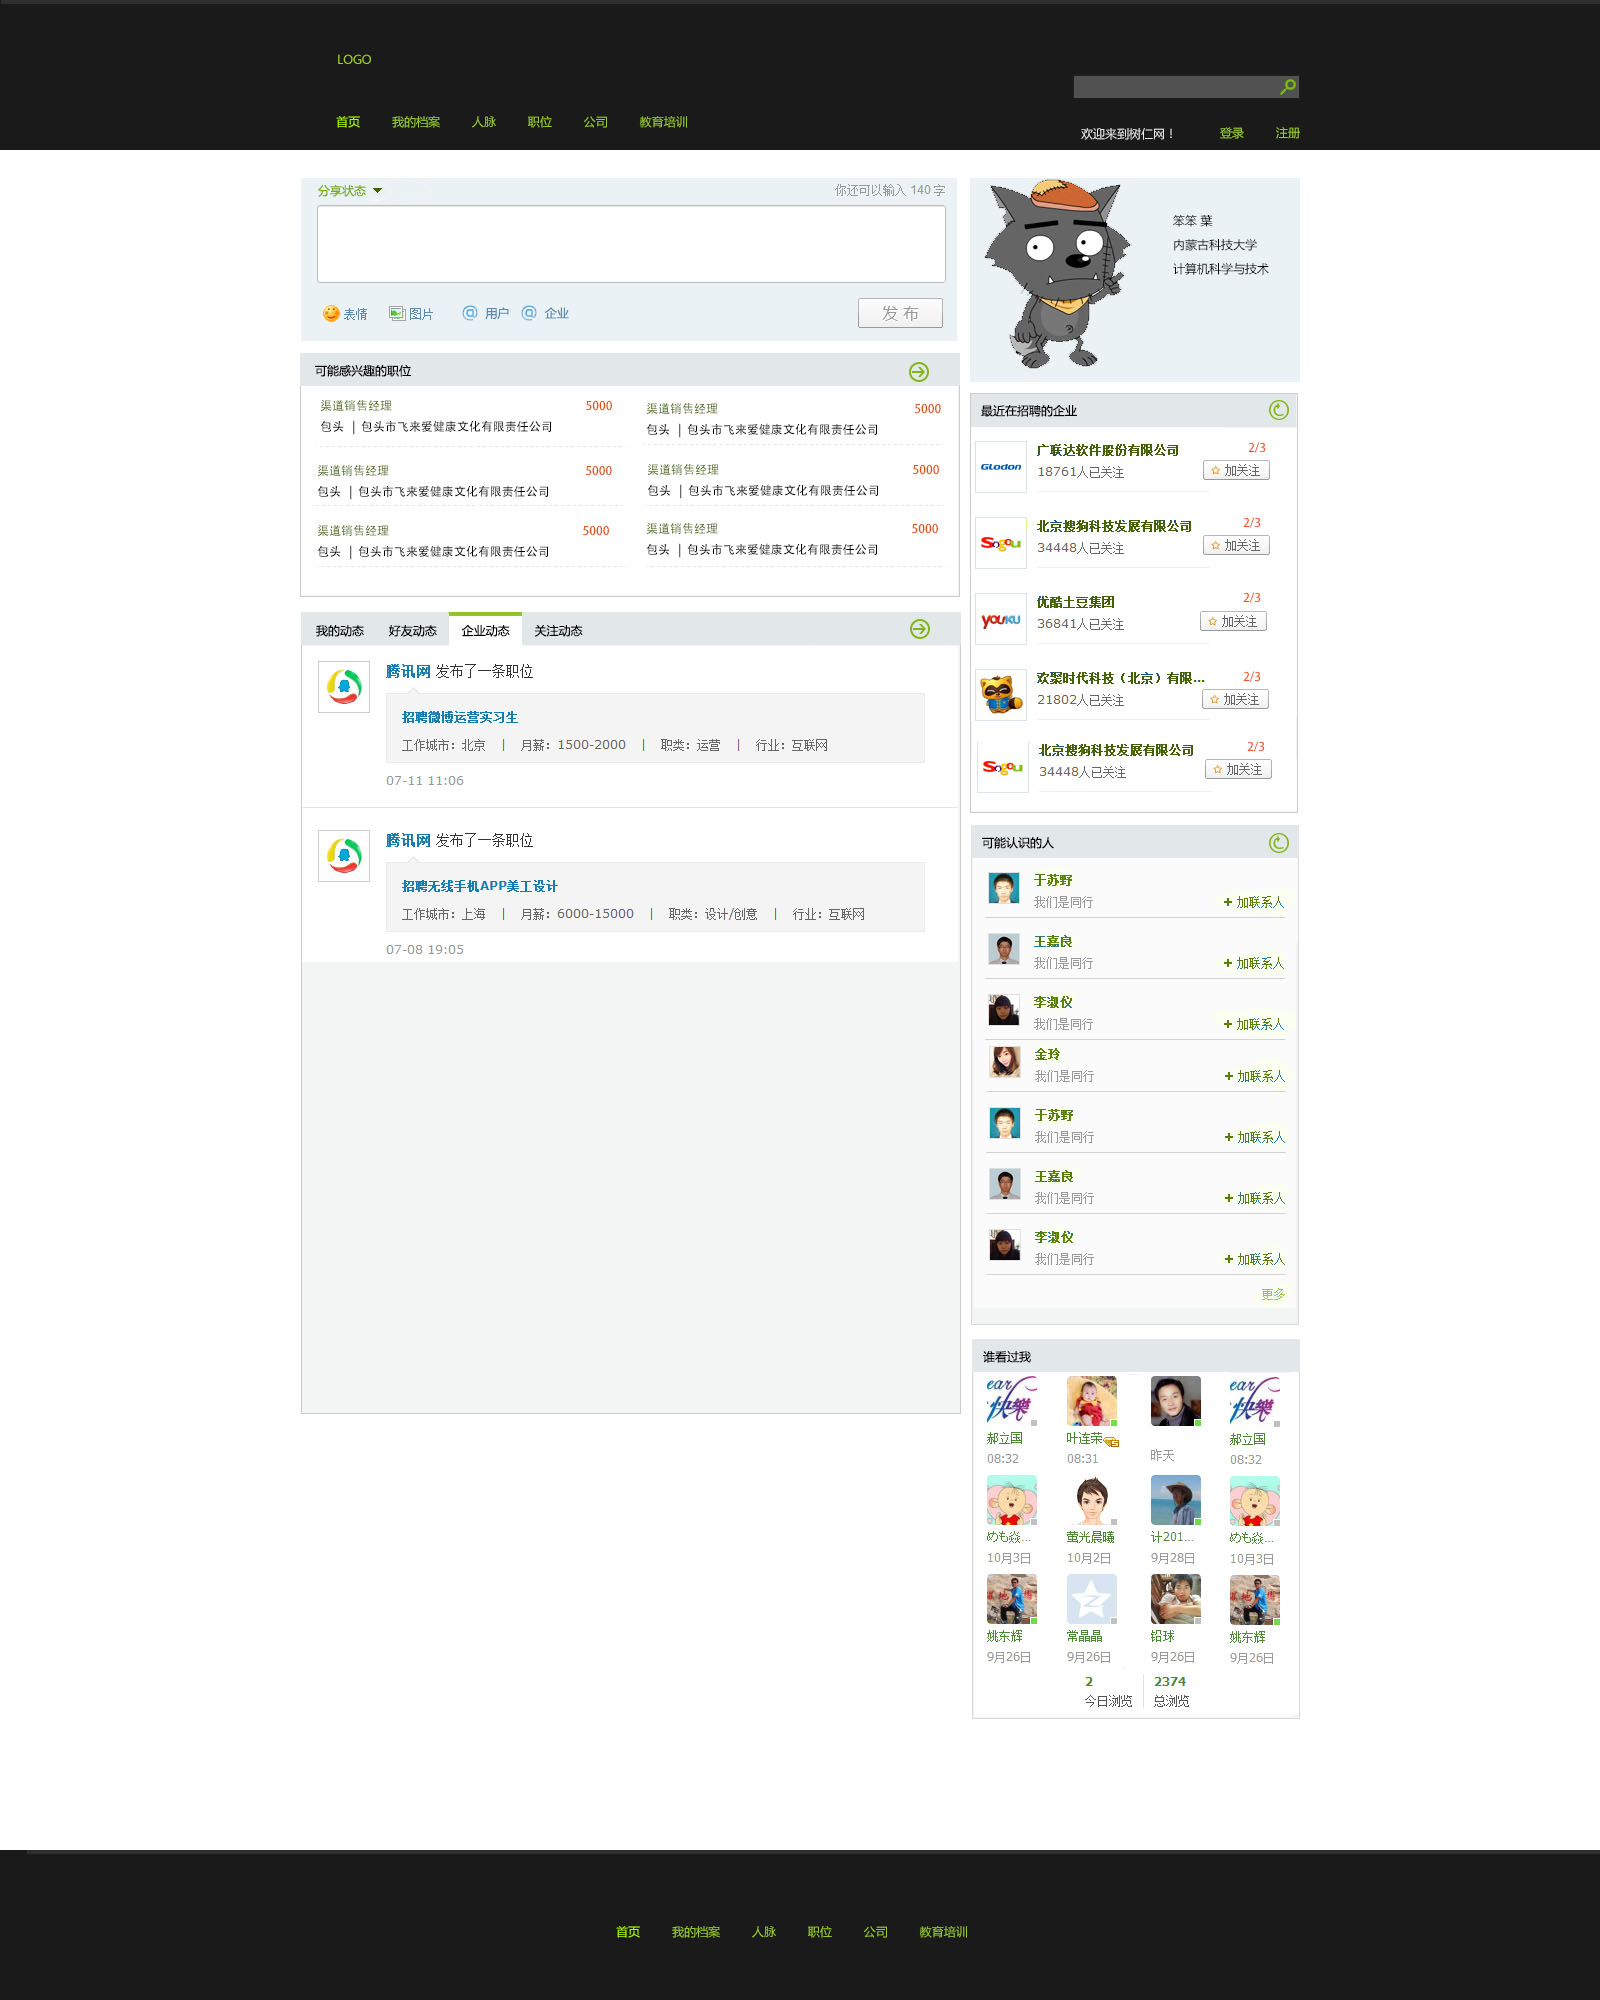 LOGO
首页 我的档案 人脉 职位 公司 教育培训
欢迎来到树仁网！ 登录 注册
分享状态 你还可以输入 140 字
表情 图片 @ 用户 @ 企业 发 布
笨笨 葉
内蒙古科技大学
计算机科学与技术
可能感兴趣的职位
渠道销售经理 5000
包头 | 包头市飞来爱健康文化有限责任公司
渠道销售经理 5000
包头 | 包头市飞来爱健康文化有限责任公司
渠道销售经理 5000
包头 | 包头市飞来爱健康文化有限责任公司
渠道销售经理 5000
包头 | 包头市飞来爱健康文化有限责任公司
渠道销售经理 5000
包头 | 包头市飞来爱健康文化有限责任公司
渠道销售经理 5000
包头 | 包头市飞来爱健康文化有限责任公司
我的动态 好友动态 企业动态 关注动态
腾讯网 发布了一条职位
招聘微博运营实习生
工作城市：北京 | 月薪：1500-2000 | 职类：运营 | 行业：互联网
07-11 11:06
腾讯网 发布了一条职位
招聘无线手机APP美工设计
工作城市：上海 | 月薪：6000-15000 | 职类：设计/创意 | 行业：互联网
07-08 19:05
最近在招聘的企业
GLODON
广联达软件股份有限公司 2/3
18761人已关注 加关注
Sogou
北京搜狗科技发展有限公司 2/3
34448人已关注 加关注
YOUKU
优酷土豆集团 2/3
36841人已关注 加关注
欢聚时代科技（北京）有限... 2/3
21802人已关注 加关注
Sogou
北京搜狗科技发展有限公司 2/3
34448人已关注 加关注
可能认识的人
于苏野
我们是同行 + 加联系人
王嘉良
我们是同行 + 加联系人
李淑仪
我们是同行 + 加联系人
金玲
我们是同行 + 加联系人
于苏野
我们是同行 + 加联系人
王嘉良
我们是同行 + 加联系人
李淑仪
我们是同行 + 加联系人
更多
谁看过我
ear ear
快樂 快樂
郝立国 叶连荣 郝立国
08:32 08:31 昨天 08:32
めも焱... 萤光晨曦 计201... めも焱...
10月3日 10月2日 9月28日 10月3日
姚东辉 常晶晶 铅球 姚东辉
9月26日 9月26日 9月26日 9月26日
2 2374
今日浏览 总浏览
首页 我的档案 人脉 职位 公司 教育培训